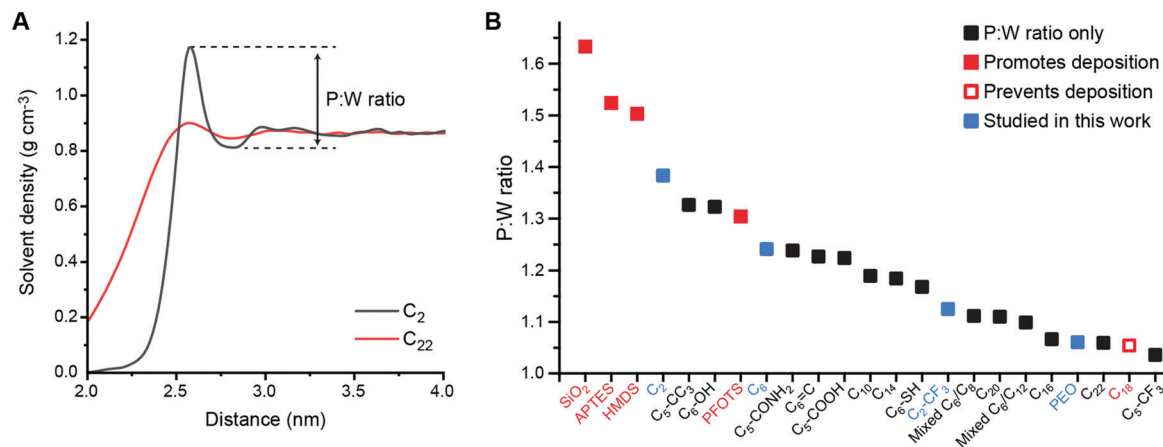 A
Solvent density (g cm⁻³)
1.2
1.0
0.8
0.6
0.4
0.2
0.0
P:W ratio
C₂
C₂₂
2.0 2.5 3.0 3.5 4.0
Distance (nm)
B
P:W ratio
1.6
1.5
1.4
1.3
1.2
1.1
1.0
P:W ratio only
Promotes deposition
Prevents deposition
Studied in this work
SiO₂
APTES
HMDS
C₂
C₅-CC₃
C₆-OH
PFOTS
C₆
C₅-CONH₂
C₆=C
C₅-COOH
C₁₀
C₁₄
C₆-SH
C₂-CF₃
Mixed C₆/C₈
C₂₀
Mixed C₆/C₁₂
C₁₆
PEO
C₂₂
C₁₈
C₅-CF₃